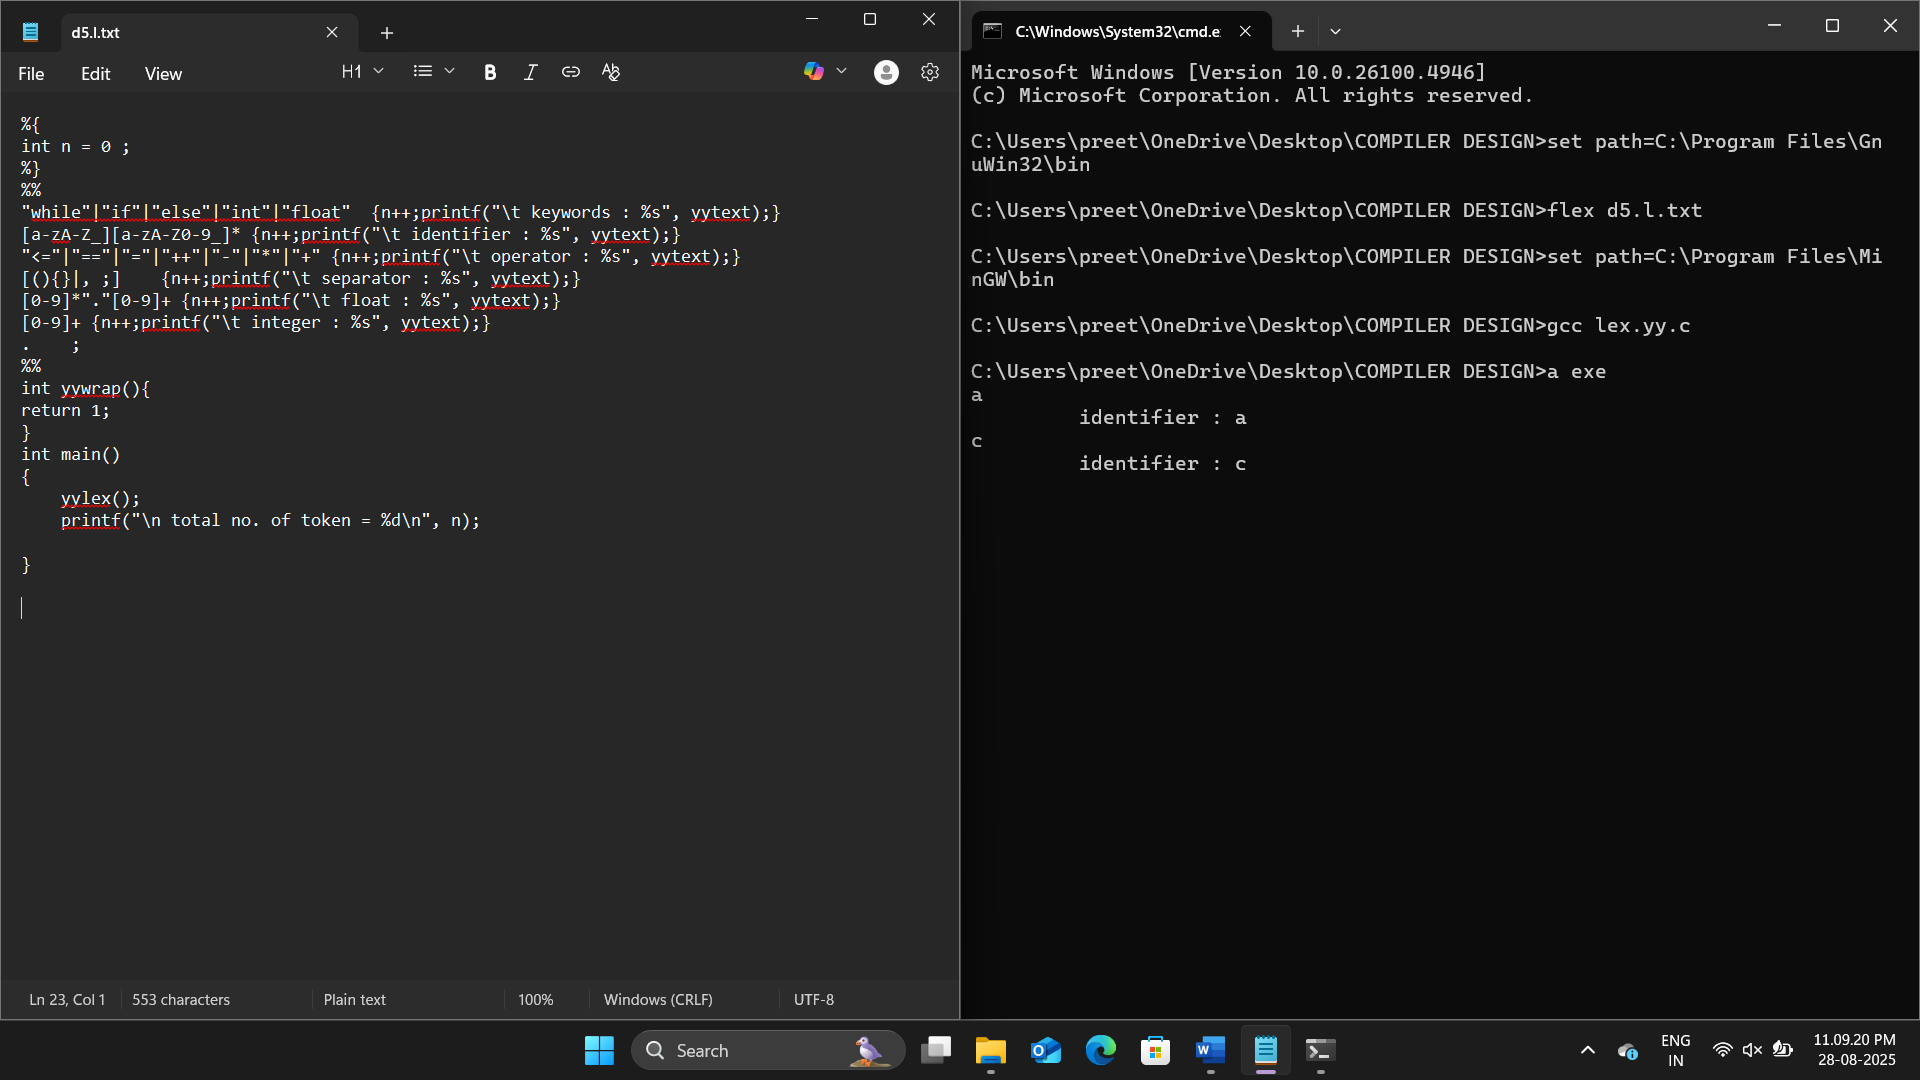 d5.l.txt
File Edit View H1
%{
int n = 0 ;
%}
%%
"while"|"if"|"else"|"int"|"float"  {n++;printf("\t keywords : %s", yytext);}
[a-zA-Z_][a-zA-Z0-9_]* {n++;printf("\t identifier : %s", yytext);}
"<="|"=="|"="|"++"|"-"|"*"|"+" {n++;printf("\t operator : %s", yytext);}
[(){}|, ;]    {n++;printf("\t separator : %s", yytext);}
[0-9]*"."[0-9]+ {n++;printf("\t float : %s", yytext);}
[0-9]+ {n++;printf("\t integer : %s", yytext);}
.    ;
%%
int yywrap(){
return 1;
}
int main()
{
    yylex();
    printf("\n total no. of token = %d\n", n);
}
Ln 23, Col 1 553 characters Plain text 100% Windows (CRLF) UTF-8
C:\Windows\System32\cmd.e
Microsoft Windows [Version 10.0.26100.4946]
(c) Microsoft Corporation. All rights reserved.
C:\Users\preet\OneDrive\Desktop\COMPILER DESIGN>set path=C:\Program Files\Gn
uWin32\bin
C:\Users\preet\OneDrive\Desktop\COMPILER DESIGN>flex d5.l.txt
C:\Users\preet\OneDrive\Desktop\COMPILER DESIGN>set path=C:\Program Files\Mi
nGW\bin
C:\Users\preet\OneDrive\Desktop\COMPILER DESIGN>gcc lex.yy.c
C:\Users\preet\OneDrive\Desktop\COMPILER DESIGN>a exe
a
         identifier : a
c
         identifier : c
Search
ENG
IN
11.09.20 PM
28-08-2025